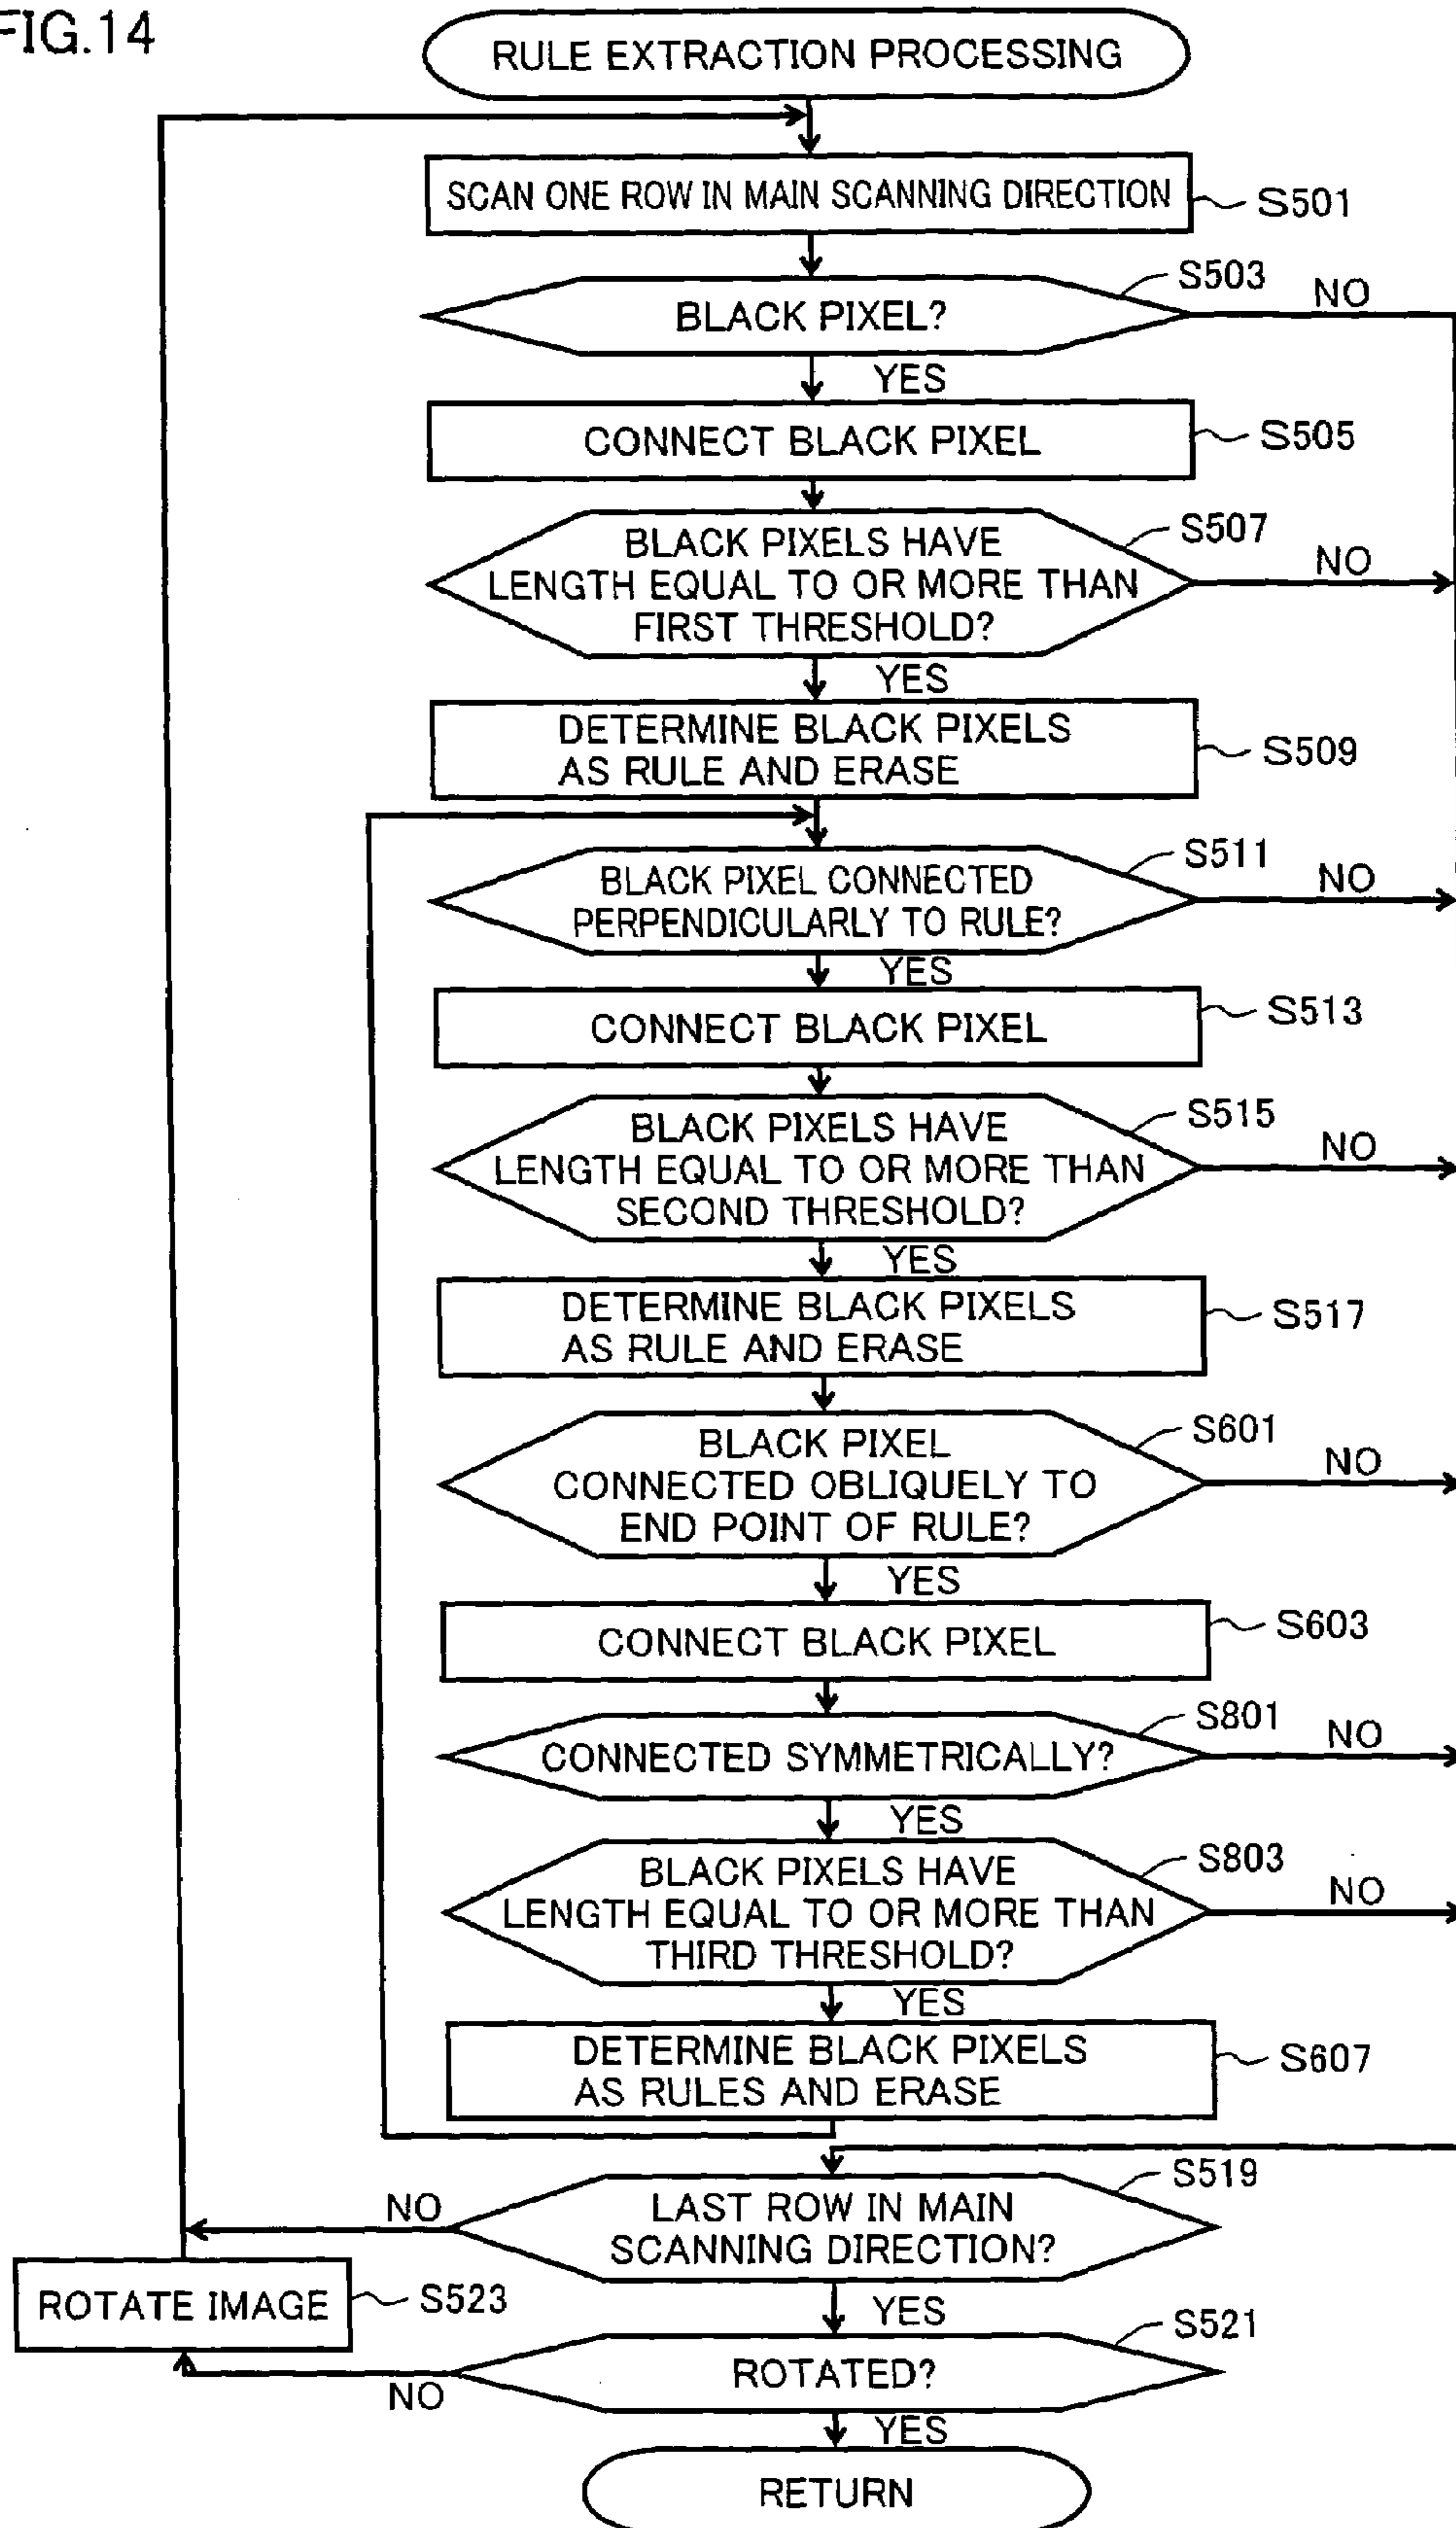 FIG.14
RULE EXTRACTION PROCESSING
SCAN ONE ROW IN MAIN SCANNING DIRECTION
S501
S503
NO
BLACK PIXEL?
YES
CONNECT BLACK PIXEL
S505
S507
BLACK PIXELS HAVE
NO
LENGTH EQUAL TO OR MORE THAN
FIRST THRESHOLD?
YES
DETERMINE BLACK PIXELS
S509
AS RULE AND ERASE
S511
BLACK PIXEL CONNECTED
NO
PERPENDICULARLY TO RULE?
YES
S513
CONNECT BLACK PIXEL
S515
BLACK PIXELS HAVE
NO
LENGTH EQUAL TO OR MORE THAN
SECOND THRESHOLD?
YES
DETERMINE BLACK PIXELS
S517
AS RULE AND ERASE
S601
BLACK PIXEL
NO
CONNECTED OBLIQUELY TO
END POINT OF RULE?
YES
S603
CONNECT BLACK PIXEL
S801
NO
CONNECTED SYMMETRICALLY?
YES
S803
BLACK PIXELS HAVE
NO
LENGTH EQUAL TO OR MORE THAN
THIRD THRESHOLD?
YES
DETERMINE BLACK PIXELS
S607
AS RULES AND ERASE
S519
NO
LAST ROW IN MAIN
SCANNING DIRECTION?
ROTATE IMAGE
S523
YES
S521
ROTATED?
NO
YES
RETURN